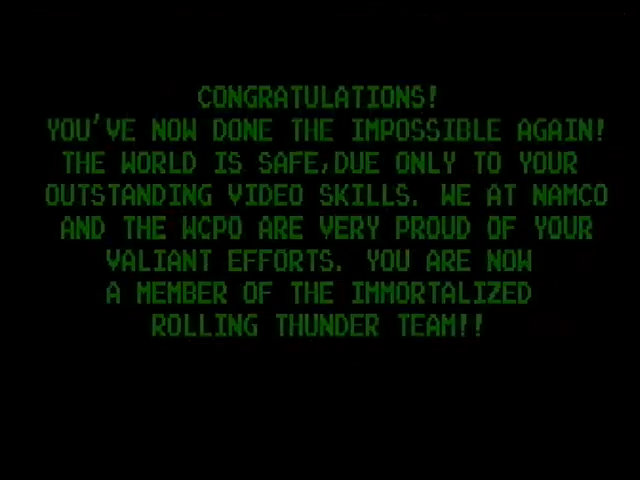 CONGRATULATIONS!
YOU'VE NOW DONE THE IMPOSSIBLE AGAIN!
THE WORLD IS SAFE,DUE ONLY TO YOUR
OUTSTANDING VIDEO SKILLS. WE AT NAMCO
AND THE WCPO ARE VERY PROUD OF YOUR
VALIANT EFFORTS. YOU ARE NOW
A MEMBER OF THE IMMORTALIZED
ROLLING THUNDER TEAM!!